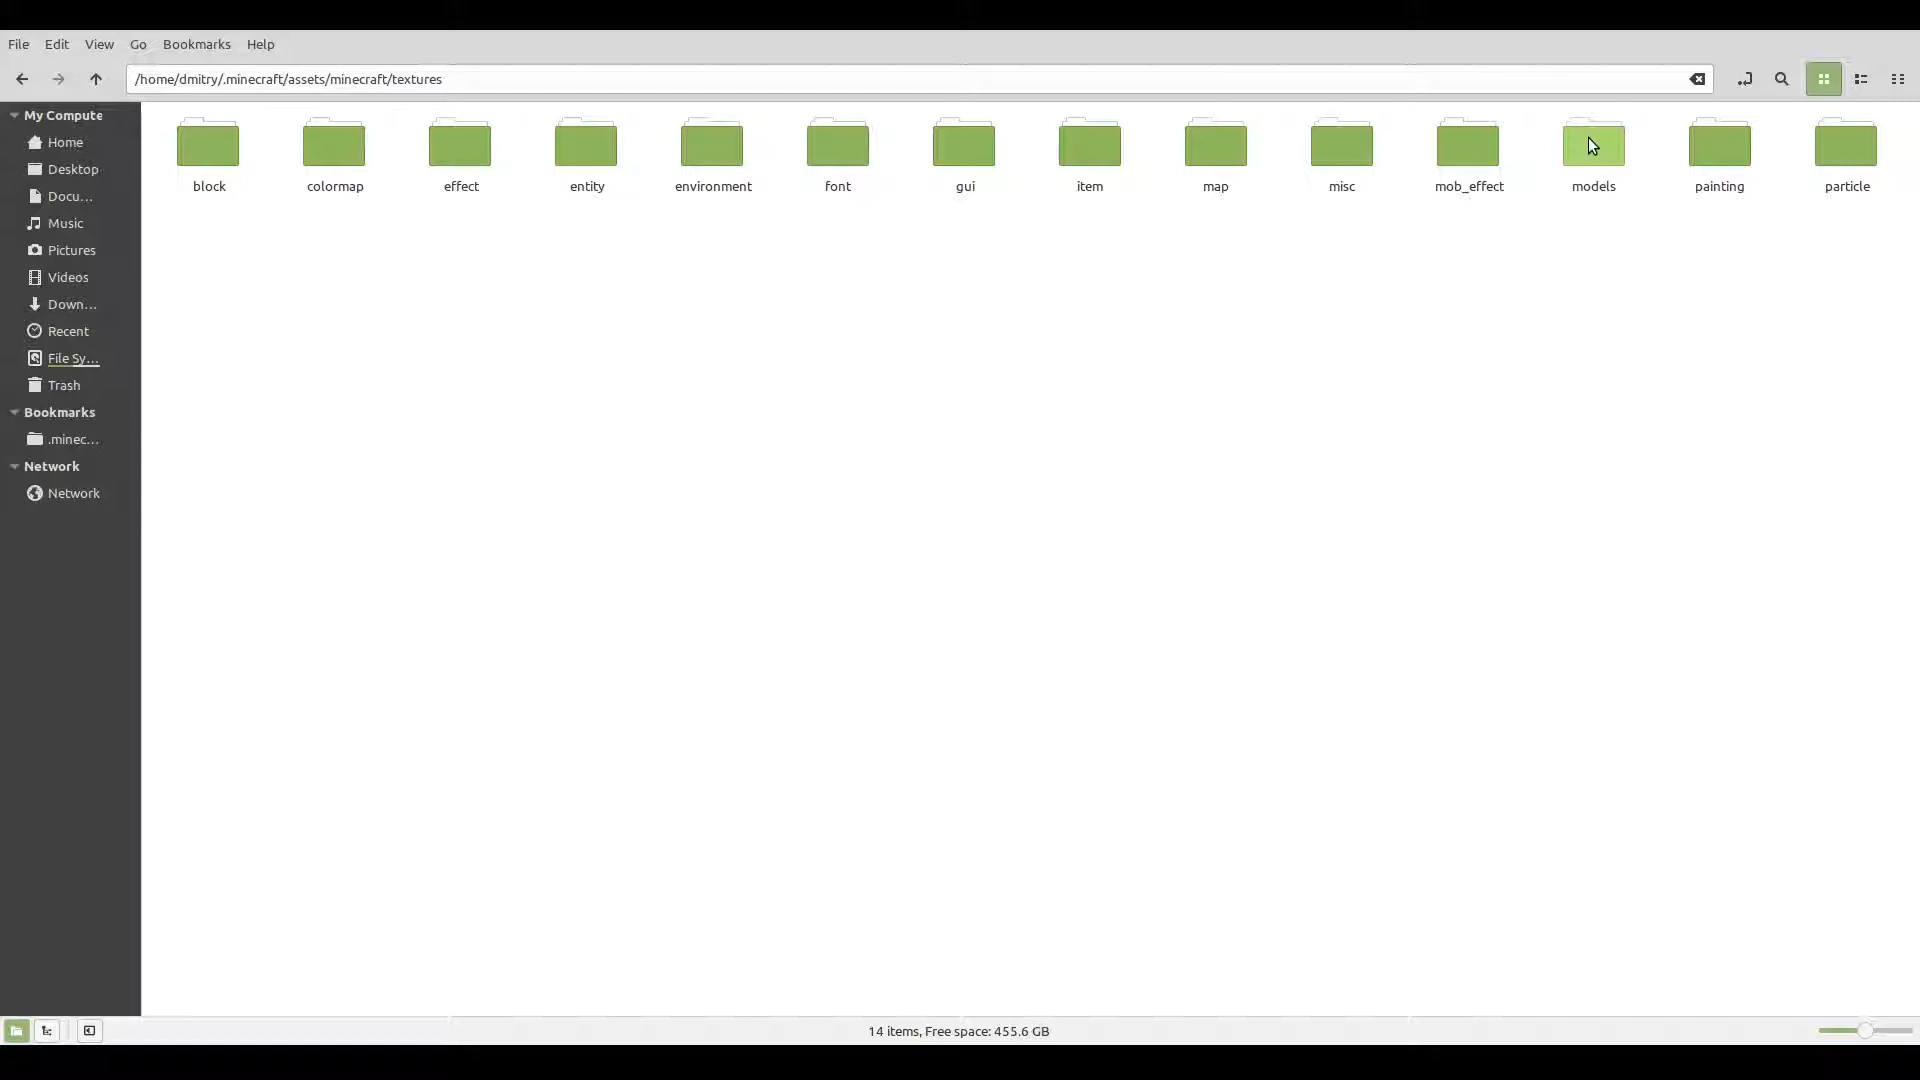 File Edit View Go Bookmarks Help
/home/dmitry/.minecraft/assets/minecraft/textures
My Compute
Home
Desktop
Docu...
Music
Pictures
Videos
Down...
Recent
File Sy...
Trash
Bookmarks
.minec...
Network
Network
block colormap effect entity environment font gui item map misc mob_effect models painting particle
14 items, Free space: 455.6 GB